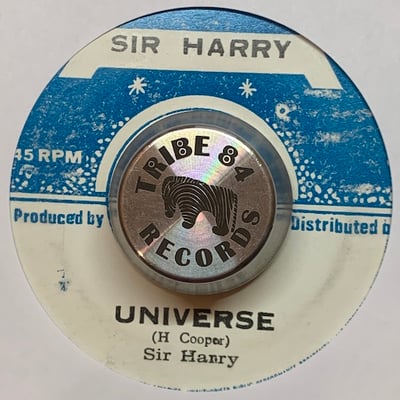 SIR HARRY
45 RPM
TRIBE 84
RECORDS
Produced by
Distributed
UNIVERSE
(H Cooper)
Sir Harry